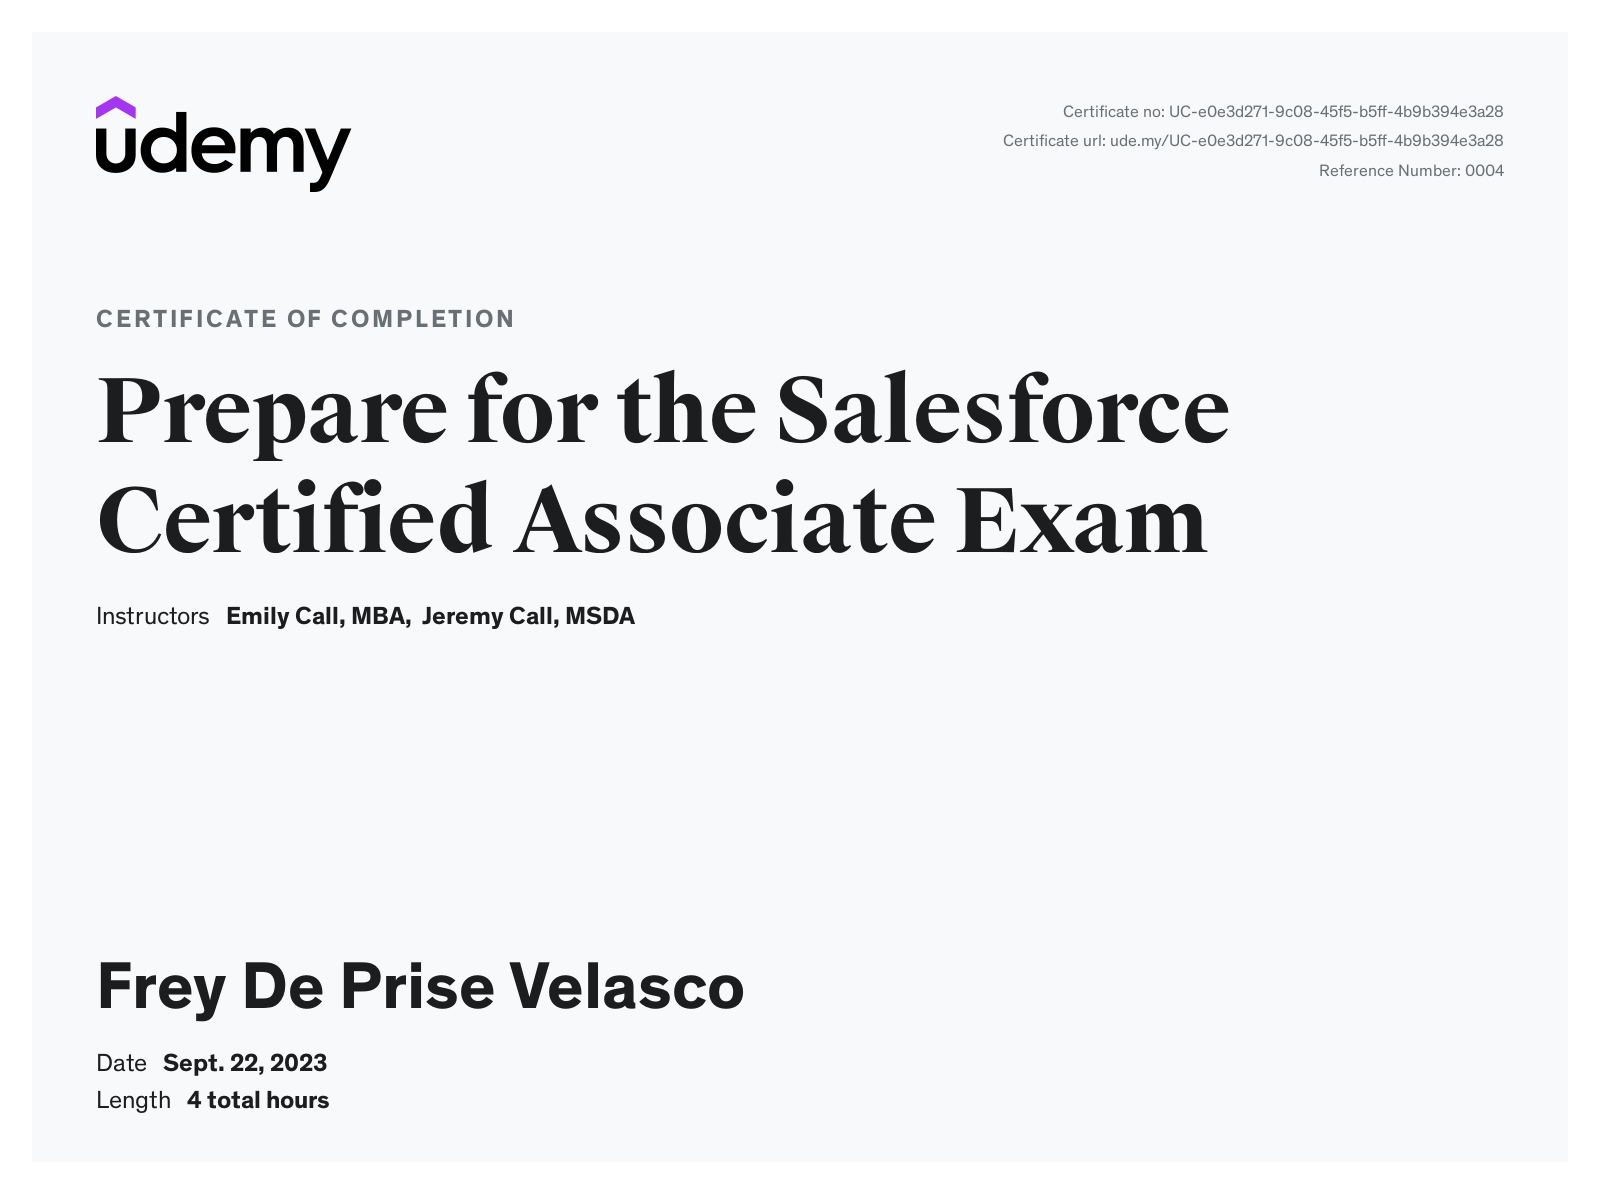 udemy
Certificate no: UC-e0e3d271-9c08-45f5-b5ff-4b9b394e3a28
Certificate url: ude.my/UC-e0e3d271-9c08-45f5-b5ff-4b9b394e3a28
Reference Number: 0004
CERTIFICATE OF COMPLETION
Prepare for the Salesforce
Certified Associate Exam
Instructors Emily Call, MBA, Jeremy Call, MSDA
Frey De Prise Velasco
Date Sept. 22, 2023
Length 4 total hours